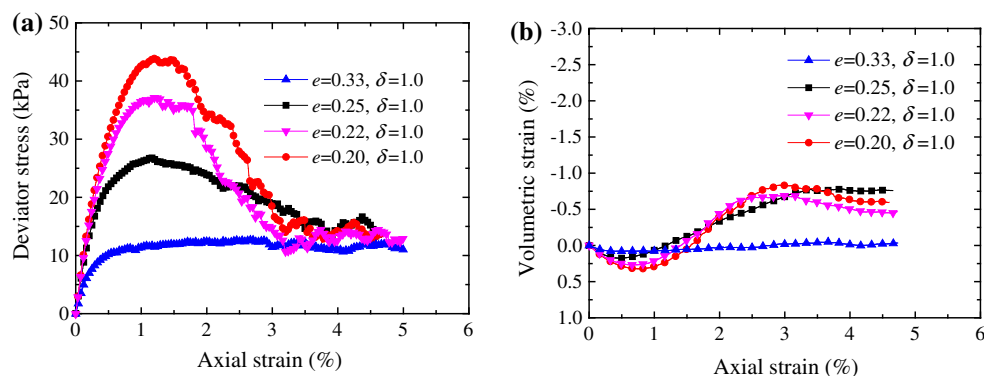 (a)
50
40
30
20
10
0
Deviator stress (kPa)
e=0.33, δ=1.0
e=0.25, δ=1.0
e=0.22, δ=1.0
e=0.20, δ=1.0
0 1 2 3 4 5 6
Axial strain (%)
(b)
-3.0
-2.5
-2.0
-1.5
-1.0
-0.5
0.0
0.5
1.0
Volumetric strain (%)
e=0.33, δ=1.0
e=0.25, δ=1.0
e=0.22, δ=1.0
e=0.20, δ=1.0
0 1 2 3 4 5 6
Axial strain (%)